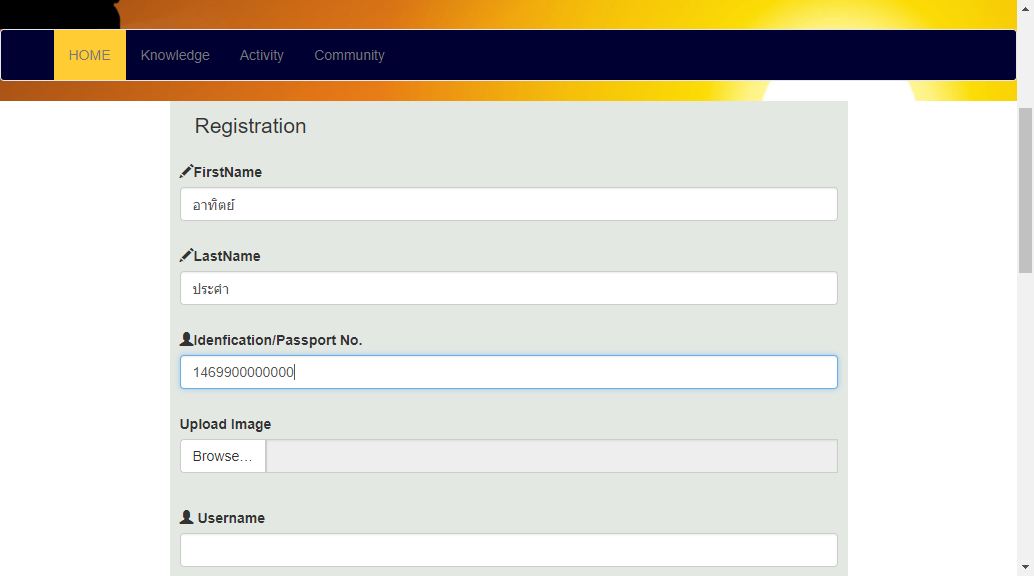 HOME Knowledge Activity Community
Registration
FirstName
อาทิตย์
LastName
ประคำ
Idenfication/Passport No.
1469900000000
Upload Image
Browse…
Username